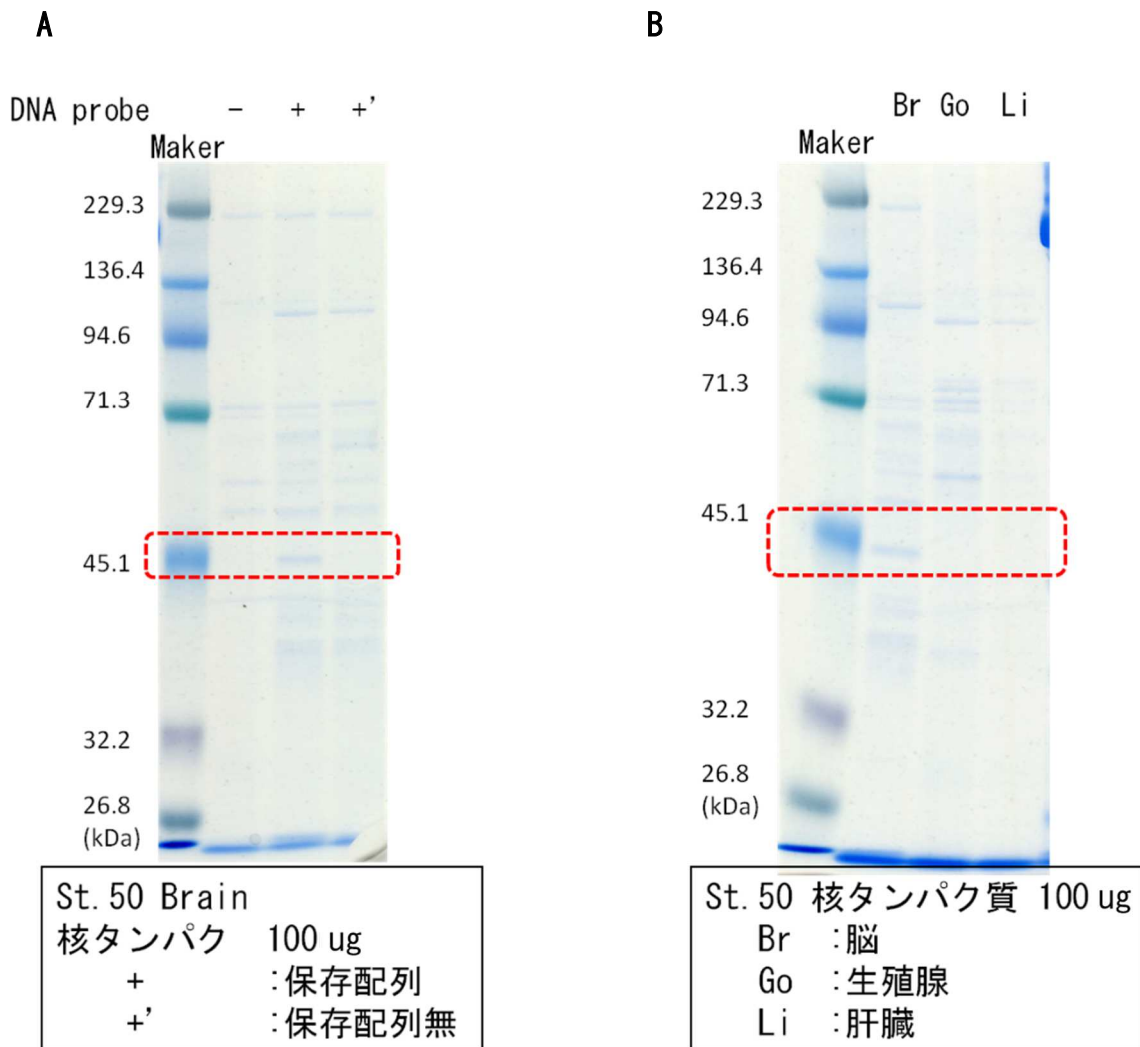 A
DNA probe - + +'
Maker
229.3
136.4
94.6
71.3
45.1
32.2
26.8
(kDa)
St.50 Brain
核タンパク 100 ug
+ :保存配列
+' :保存配列無
B
Br Go Li
Maker
229.3
136.4
94.6
71.3
45.1
32.2
26.8
(kDa)
St.50 核タンパク質 100 ug
Br :脳
Go :生殖腺
Li :肝臓